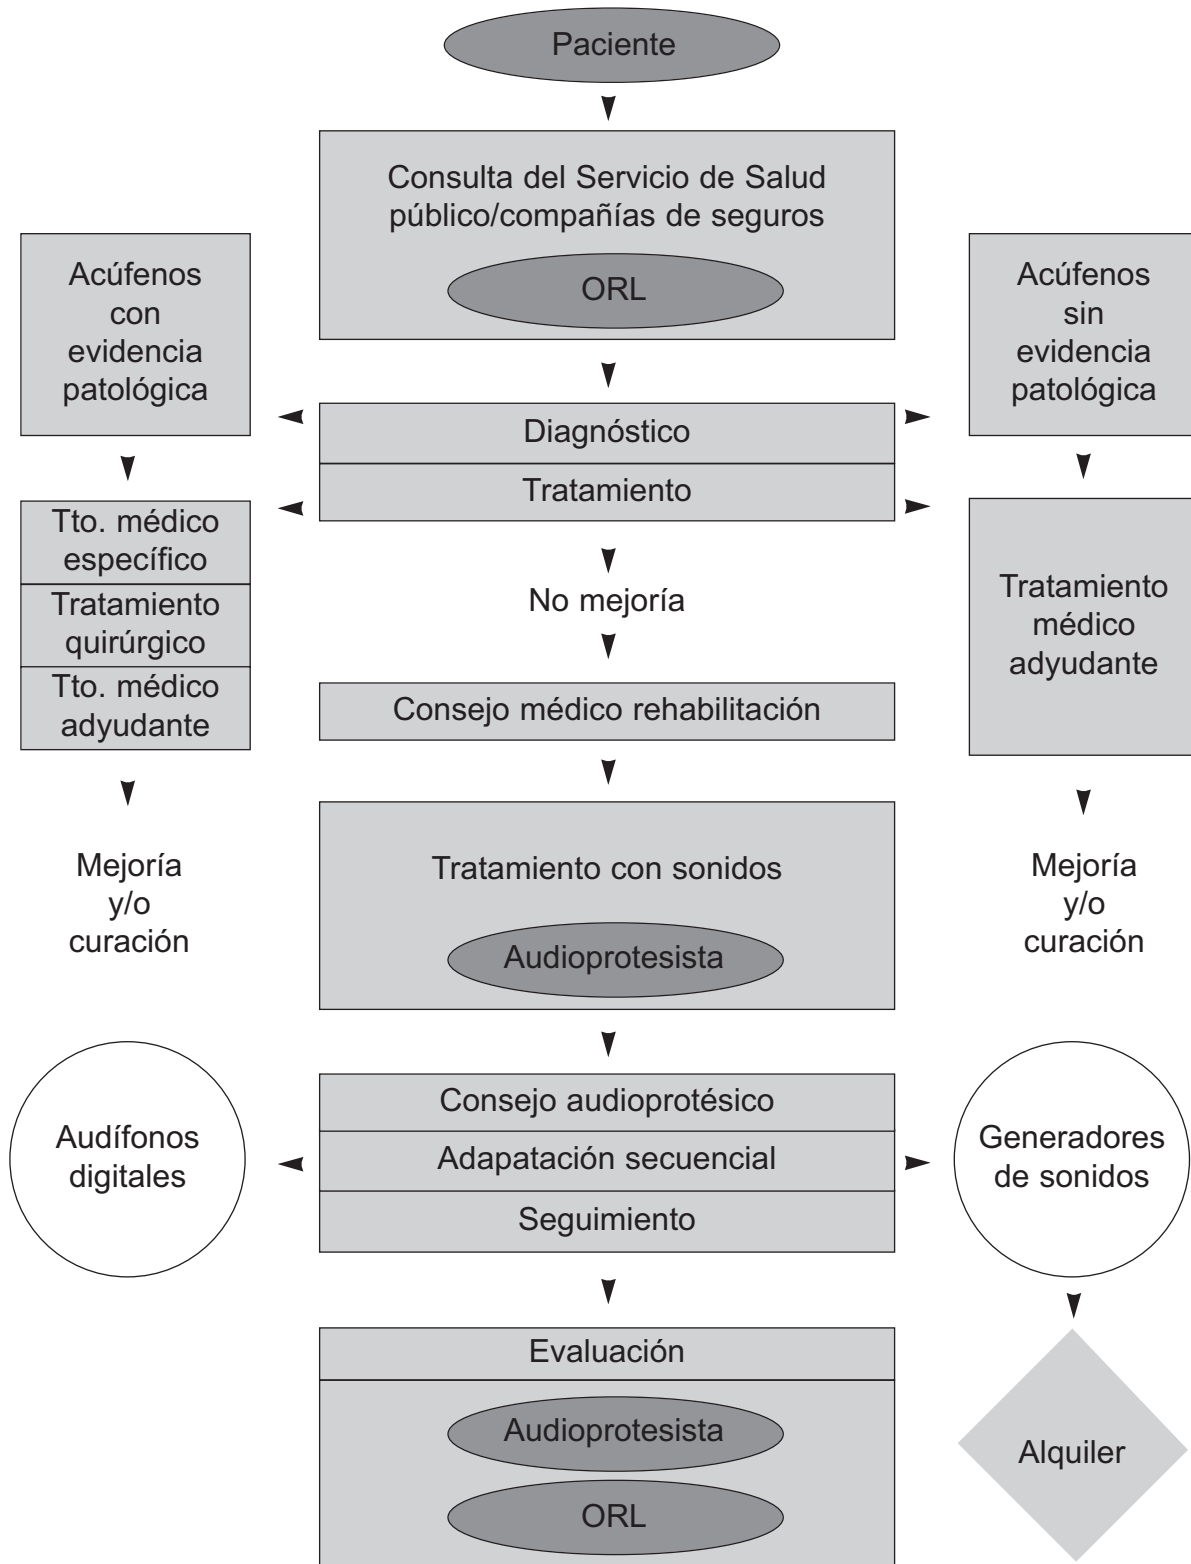 Paciente
Consulta del Servicio de Salud
público/compañías de seguros
ORL
Acúfenos
con
evidencia
patológica
Acúfenos
sin
evidencia
patológica
Diagnóstico
Tratamiento
Tto. médico
específico
Tratamiento
quirúrgico
Tto. médico
adyudante
No mejoría
Tratamiento
médico
adyudante
Consejo médico rehabilitación
Mejoría
y/o
curación
Tratamiento con sonidos
Audioprotesista
Mejoría
y/o
curación
Audífonos
digitales
Consejo audioprotésico
Adapatación secuencial
Seguimiento
Generadores
de sonidos
Evaluación
Audioprotesista
ORL
Alquiler